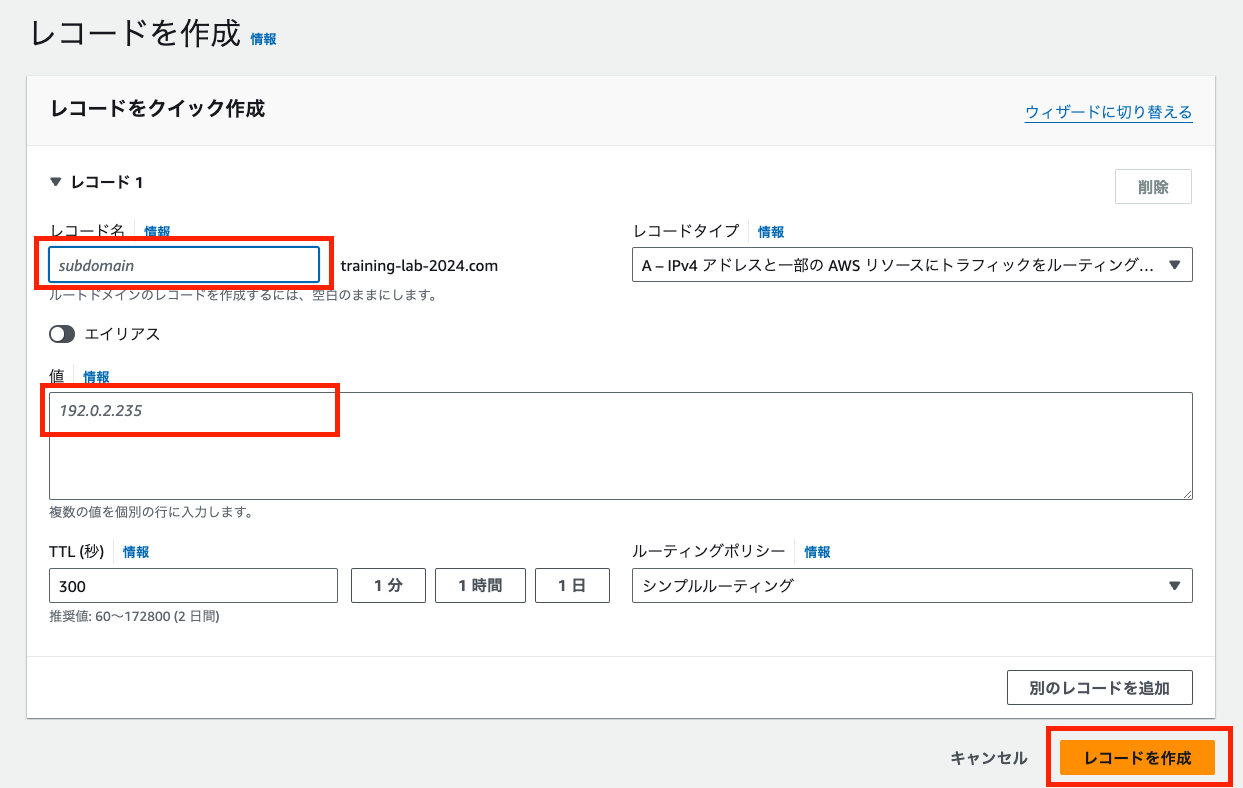 レコードを作成 情報
レコードをクイック作成
ウィザードに切り替える
▼ レコード 1
削除
レコード名 情報
レコードタイプ 情報
subdomain
training-lab-2024.com
A – IPv4 アドレスと一部の AWS リソースにトラフィックをルーティング...
ルートドメインのレコードを作成するには、空白のままにします。
エイリアス
値 情報
192.0.2.235
複数の値を個別の行に入力します。
TTL (秒) 情報
ルーティングポリシー 情報
300
1 分
1 時間
1 日
シンプルルーティング
推奨値: 60〜172800 (2 日間)
別のレコードを追加
キャンセル
レコードを作成